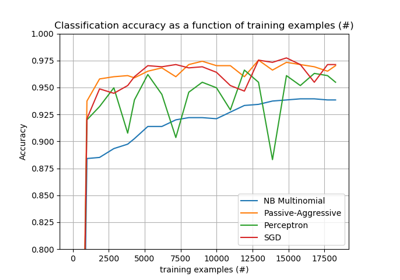 Classification accuracy as a function of training examples (#)
1.000
0.975
0.950
0.925
0.900
0.875
0.850
0.825
0.800
Accuracy
NB Multinomial
Passive-Aggressive
Perceptron
SGD
0 2500 5000 7500 10000 12500 15000 17500
training examples (#)